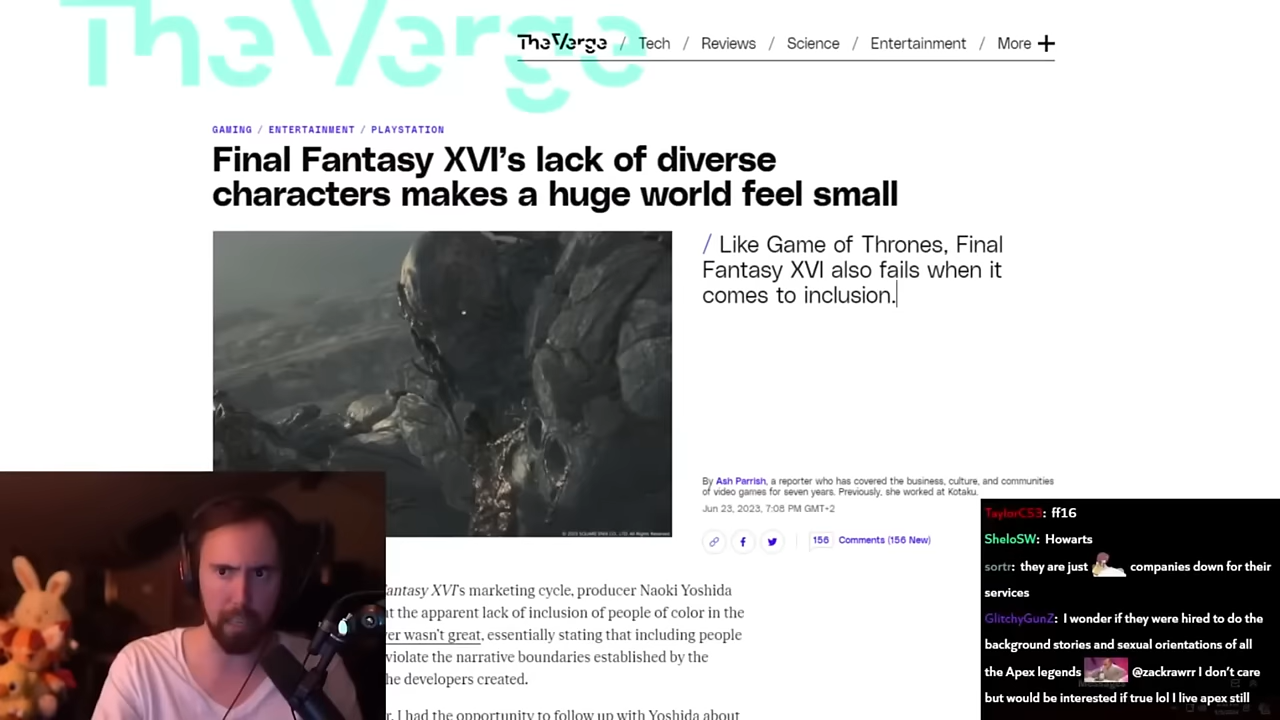 The Verge
The Verge / Tech / Reviews / Science / Entertainment / More +
GAMING / ENTERTAINMENT / PLAYSTATION
Final Fantasy XVI's lack of diverse
characters makes a huge world feel small
/ Like Game of Thrones, Final
Fantasy XVI also fails when it
comes to inclusion.
By Ash Parrish, a reporter who has covered the business, culture, and communities
of video games for seven years. Previously, she worked at Kotaku.
Jun 23, 2023, 7:08 PM GMT+2
156 Comments (156 New)
antasy XVI's marketing cycle, producer Naoki Yoshida
t the apparent lack of inclusion of people of color in the
er wasn't great, essentially stating that including people
violate the narrative boundaries established by the
he developers created.
r, I had the opportunity to follow up with Yoshida about
TaylorCS3: ff16
SheloSW: Howarts
sortr: they are just companies down for their
services
GlitchyGunZ: I wonder if they were hired to do the
background stories and sexual orientations of all
the Apex legends @zackrawrr I don't care
but would be interested if true lol I live apex still